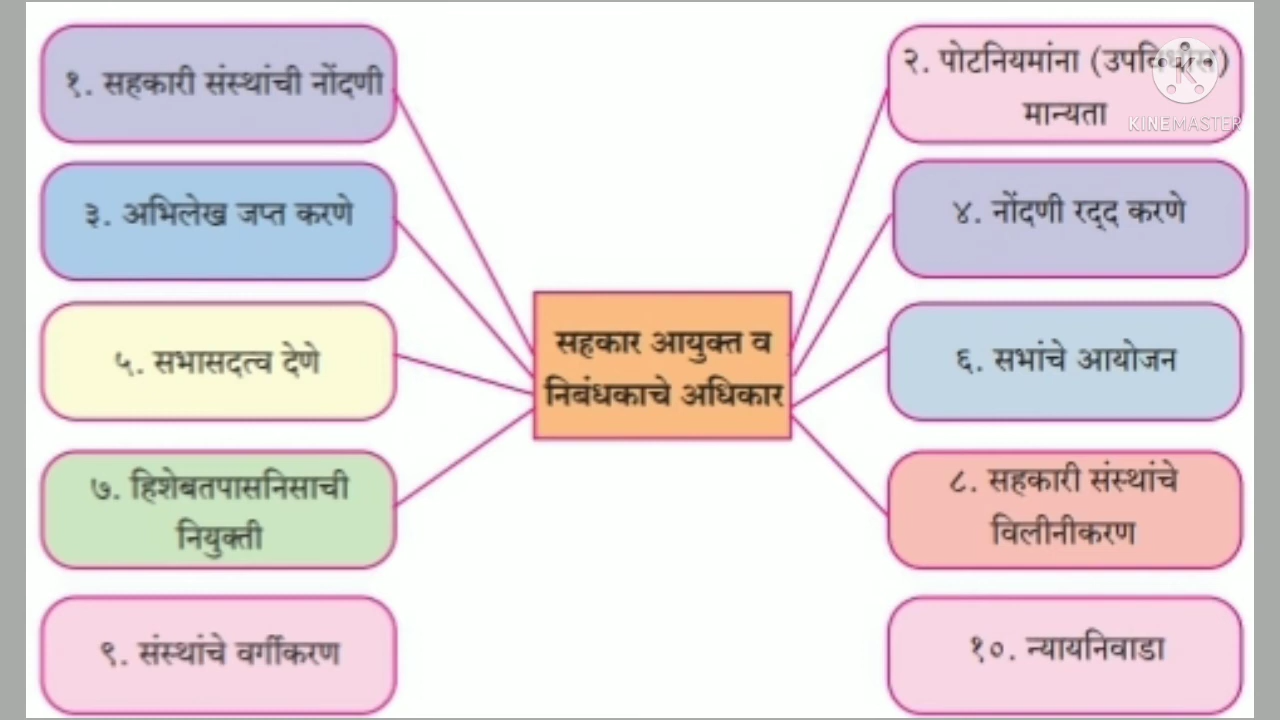 १. सहकारी संस्थांची नोंदणी
२. पोटनियमांना (उपविधीस)
मान्यता
KINEMASTER
३. अभिलेख जप्त करणे
४. नोंदणी रद्द करणे
सहकार आयुक्त व
निबंधकाचे अधिकार
५. सभासदत्व देणे
६. सभांचे आयोजन
७. हिशेबतपासनिसाची
नियुक्ती
८. सहकारी संस्थांचे
विलीनीकरण
९. संस्थांचे वर्गीकरण
१०. न्यायनिवाडा